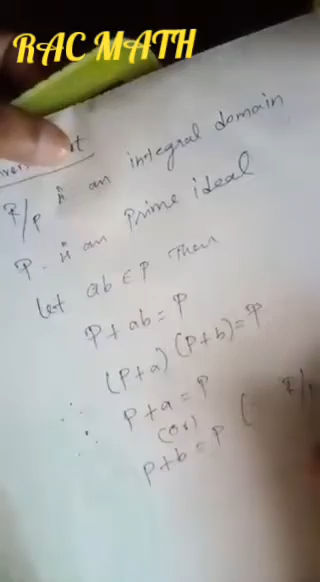 RAC MATH
R/P is an integral domain
P. is an prime ideal
Let ab ∈ P Then
P+ab = P
(P+a) (P+b) = P
∴ P+a = P
(or)
P+b = P